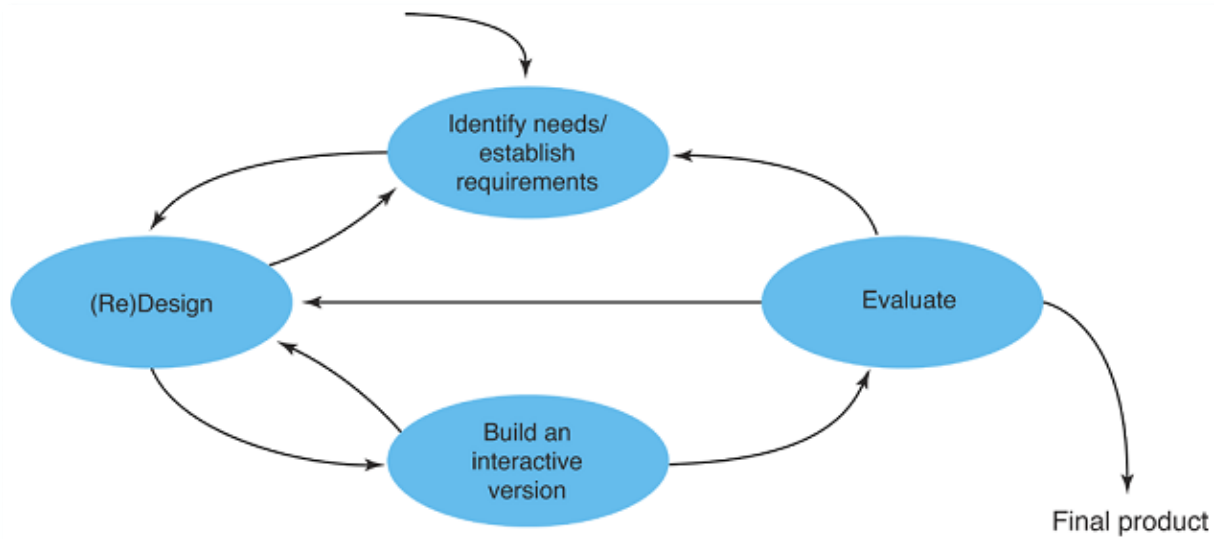 Identify needs/
establish
requirements
(Re)Design
Evaluate
Build an
interactive
version
Final product